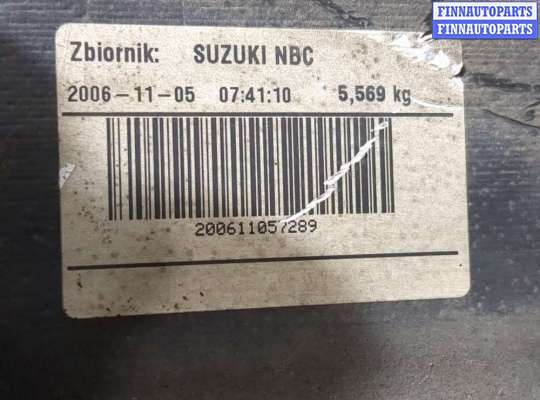 FINNAUTOPARTS
FINNAUTOPARTS
Zbiornik: SUZUKI NBC
2006-11-05 07:41:10 5,569 kg
200611057289